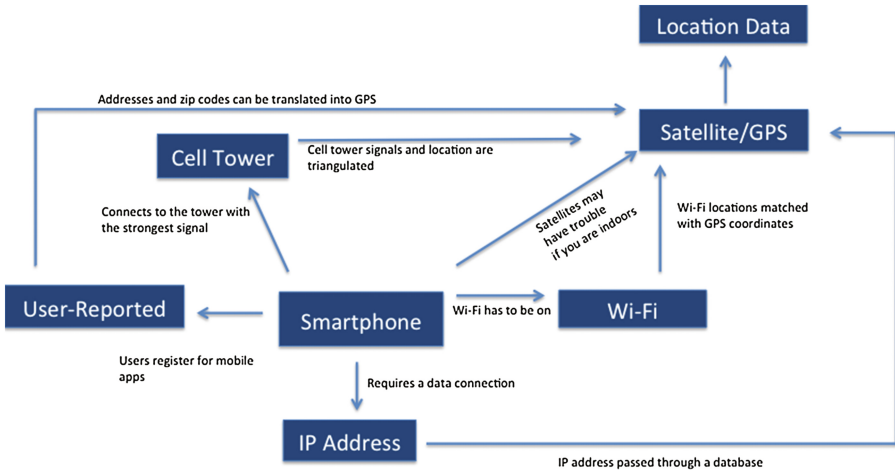 Location Data
Addresses and zip codes can be translated into GPS
Satellite/GPS
Cell Tower
Cell tower signals and location are
triangulated
Connects to the tower with
the strongest signal
Satellites may
have trouble
if you are indoors
Wi-Fi locations matched
with GPS coordinates
User-Reported
Smartphone
Wi-Fi has to be on
Wi-Fi
Users register for mobile
apps
Requires a data connection
IP Address
IP address passed through a database